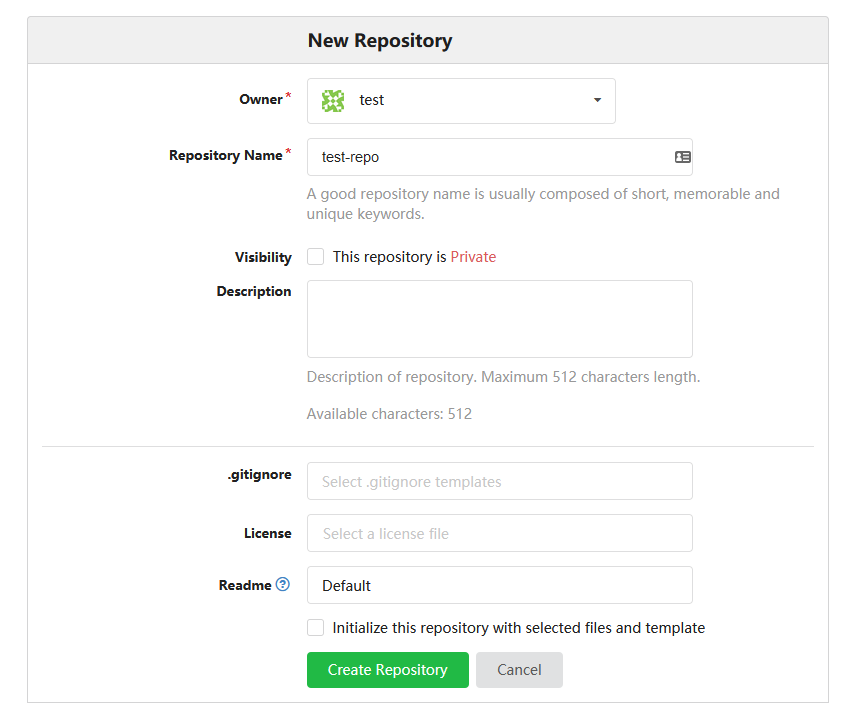 New Repository
Owner*
test
Repository Name*
test-repo
A good repository name is usually composed of short, memorable and
unique keywords.
Visibility
This repository is Private
Description
Description of repository. Maximum 512 characters length.
Available characters: 512
.gitignore
Select .gitignore templates
License
Select a license file
Readme ?
Default
Initialize this repository with selected files and template
Create Repository
Cancel